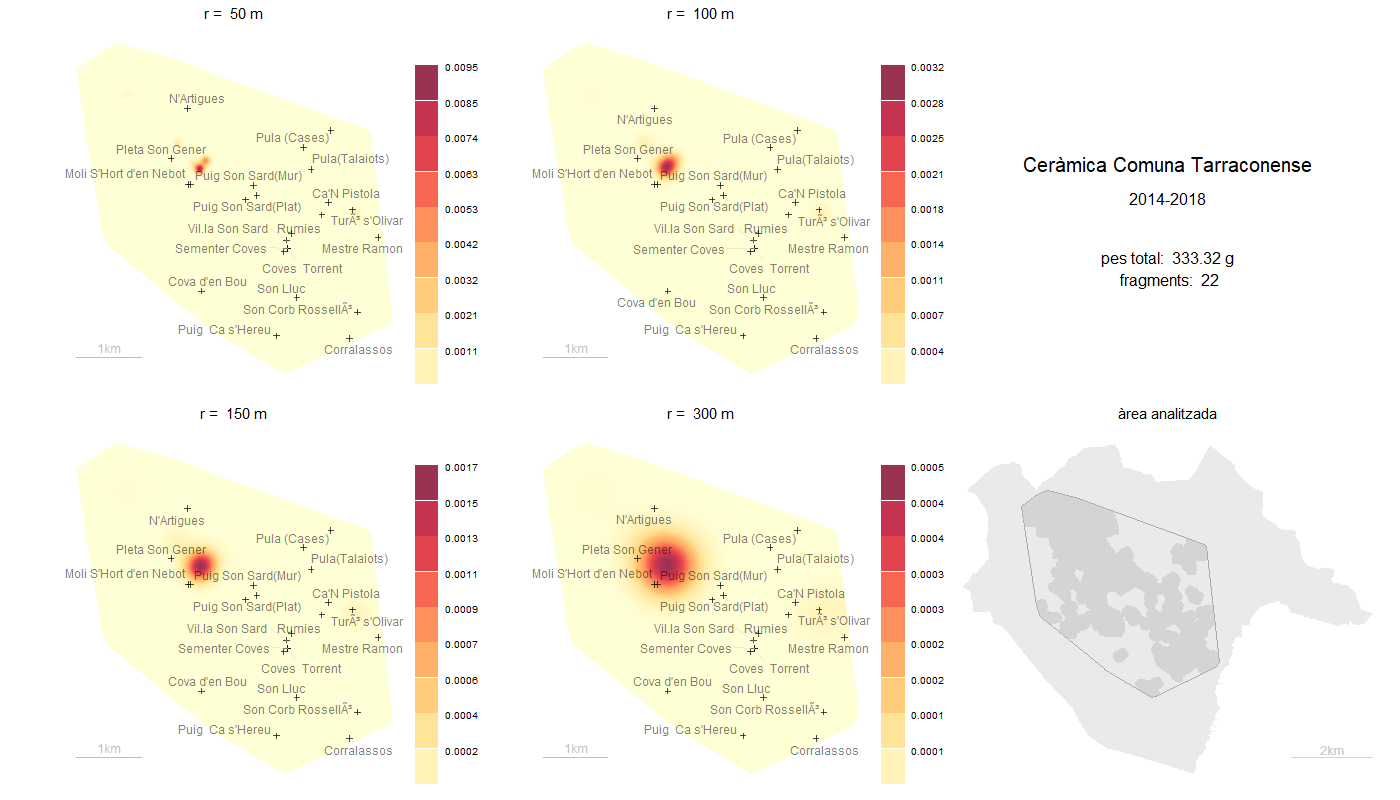 r =  50 m
0.0095
0.0085
0.0074
0.0063
0.0053
0.0042
0.0032
0.0021
0.0011
N'Artigues
Pula (Cases)
Pleta Son Gener
Pula(Talaiots)
Moli S'Hort d'en Nebot
Puig Son Sard(Mur)
Ca'N Pistola
Puig Son Sard(Plat)
TurÃ³ s'Olivar
Vil.la Son Sard
Rumies
Sementer Coves
Mestre Ramon
Coves  Torrent
Cova d'en Bou
Son Lluc
Son Corb RossellÃ³
Puig  Ca s'Hereu
Corralassos
1km
r =  100 m
0.0032
0.0028
0.0025
0.0021
0.0018
0.0014
0.0011
0.0007
0.0004
N'Artigues
Pula (Cases)
Pleta Son Gener
Pula(Talaiots)
Moli S'Hort d'en Nebot
Puig Son Sard(Mur)
Ca'N Pistola
Puig Son Sard(Plat)
TurÃ³ s'Olivar
Vil.la Son Sard
Rumies
Sementer Coves
Mestre Ramon
Coves  Torrent
Cova d'en Bou
Son Lluc
Son Corb RossellÃ³
Puig  Ca s'Hereu
Corralassos
1km
Ceràmica Comuna Tarraconense
2014-2018
pes total:  333.32 g
fragments:  22
r =  150 m
0.0017
0.0015
0.0013
0.0011
0.0009
0.0007
0.0006
0.0004
0.0002
N'Artigues
Pula (Cases)
Pleta Son Gener
Pula(Talaiots)
Moli S'Hort d'en Nebot
Puig Son Sard(Mur)
Ca'N Pistola
Puig Son Sard(Plat)
TurÃ³ s'Olivar
Vil.la Son Sard
Rumies
Sementer Coves
Mestre Ramon
Coves  Torrent
Cova d'en Bou
Son Lluc
Son Corb RossellÃ³
Puig  Ca s'Hereu
Corralassos
1km
r =  300 m
0.0005
0.0004
0.0004
0.0003
0.0003
0.0002
0.0002
0.0001
0.0001
N'Artigues
Pula (Cases)
Pleta Son Gener
Pula(Talaiots)
Moli S'Hort d'en Nebot
Puig Son Sard(Mur)
Ca'N Pistola
Puig Son Sard(Plat)
TurÃ³ s'Olivar
Vil.la Son Sard
Rumies
Sementer Coves
Mestre Ramon
Coves  Torrent
Cova d'en Bou
Son Lluc
Son Corb RossellÃ³
Puig  Ca s'Hereu
Corralassos
1km
àrea analitzada
2km